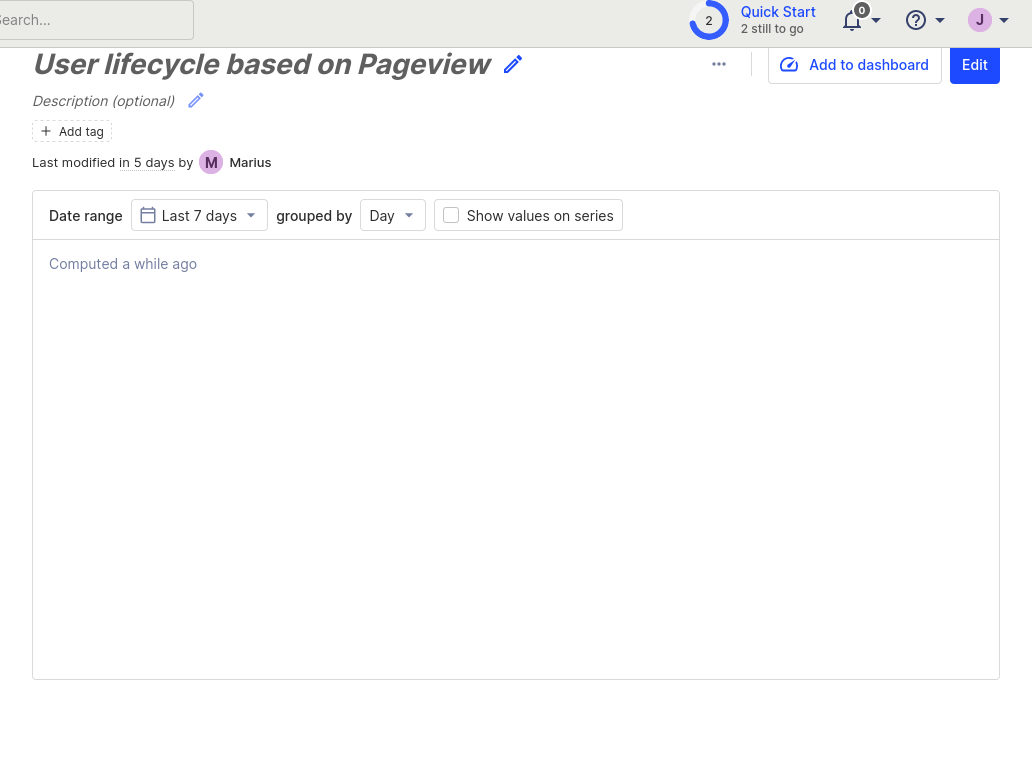 Search...
2
Quick Start
2 still to go
0
J
User lifecycle based on Pageview
Add to dashboard
Edit
Description (optional)
Add tag
Last modified in 5 days by M Marius
Date range Last 7 days grouped by Day Show values on series
Computed a while ago